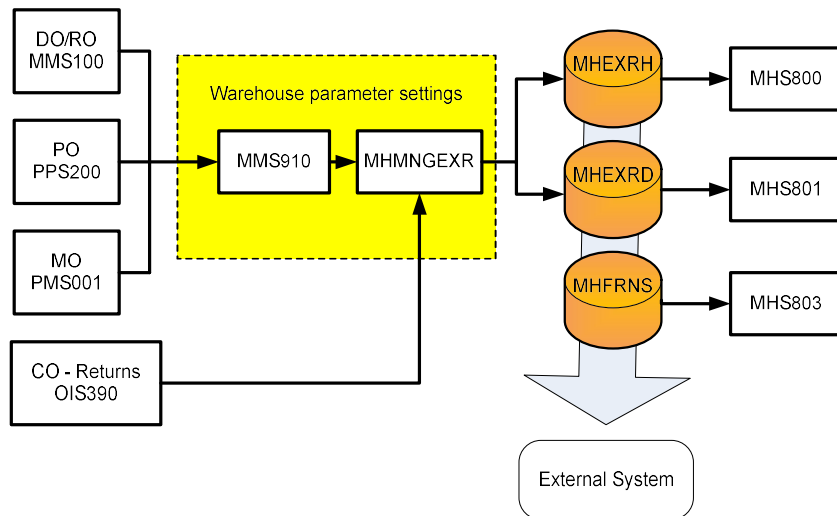 DO/RO
MMS100
PO
PPS200
MO
PMS001
CO - Returns
OIS390
Warehouse parameter settings
MMS910
MHMNGEXR
MHEXRH
MHEXRD
MHFRNS
MHS800
MHS801
MHS803
External System